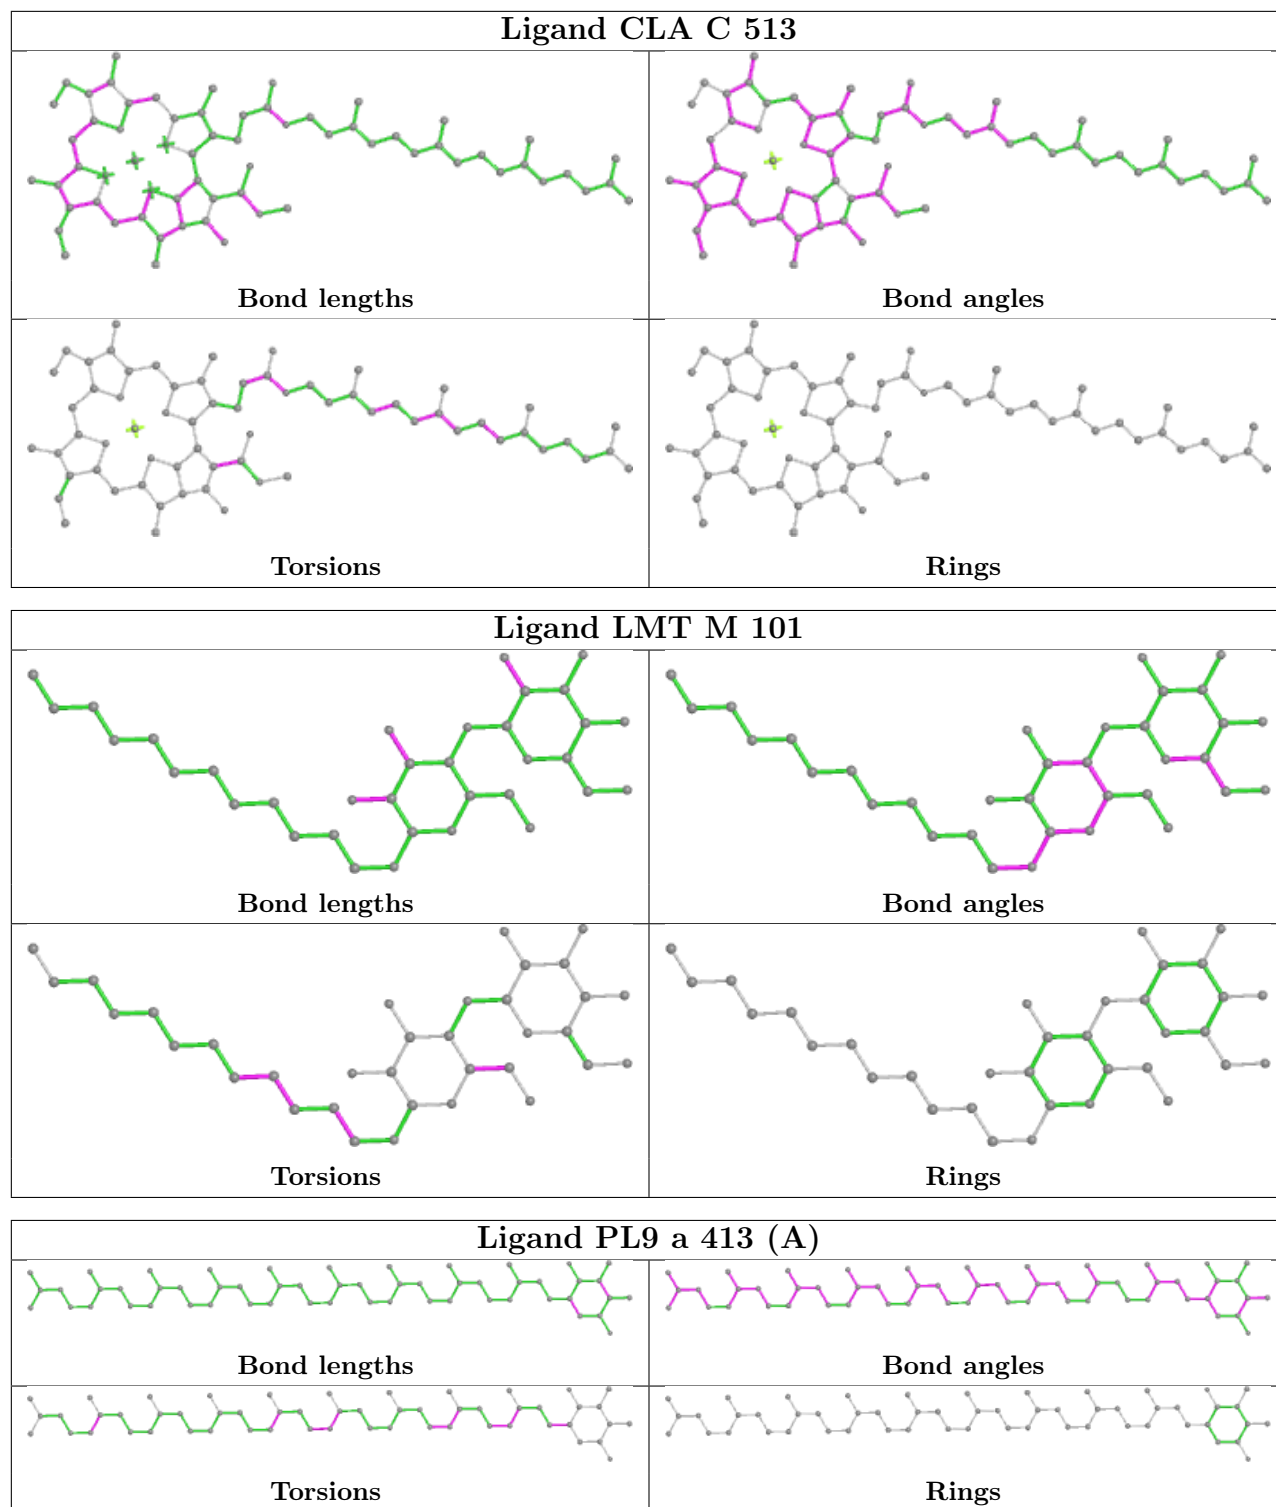 Ligand CLA C 513
Bond lengths
Bond angles
Torsions
Rings
Ligand LMT M 101
Bond lengths
Bond angles
Torsions
Rings
Ligand PL9 a 413 (A)
Bond lengths
Bond angles
Torsions
Rings